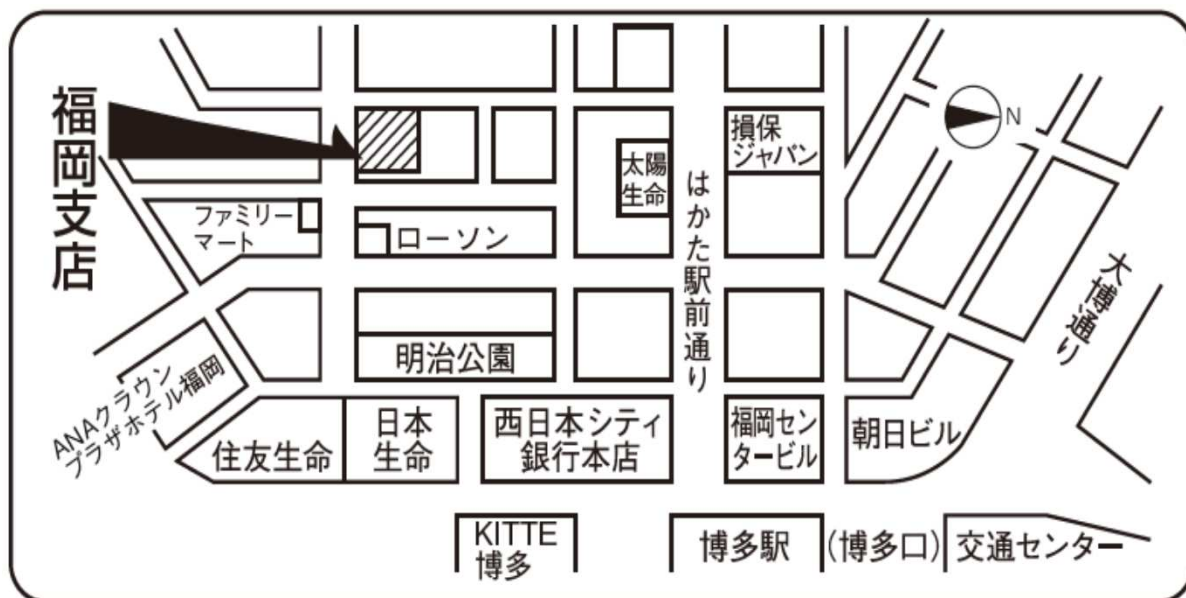 福岡支店
N
損保
ジャパン
太陽
生命
はかた駅前通り
ファミリー
マート
ローソン
大博通り
明治公園
ANAクラウン
プラザホテル福岡
住友生命
日本
生命
西日本シティ
銀行本店
福岡セン
タービル
朝日ビル
KITTE
博多
博多駅
(博多口)
交通センター